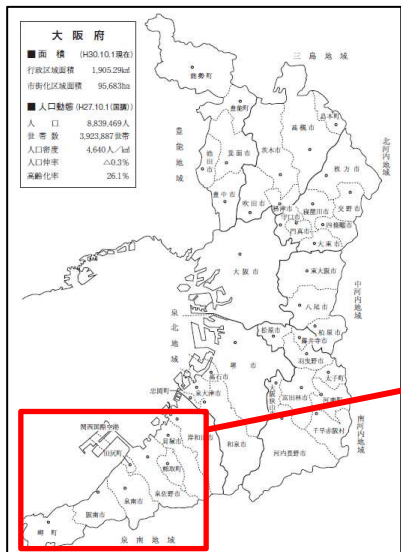 大阪府
■面積 (H30.10.1現在)
行政区域面積 1,905.29k㎡
市街化区域面積 95,683ha
■人口動態 (H27.10.1国調)
人口 8,839,469人
世帯数 3,923,887世帯
人口密度 4,640人/k㎡
人口伸率 △0.3%
高齢化率 26.1%
三島地域
能勢町
豊能町
島本町
高槻市
茨木市
箕面市
池田市
豊能地域
北河内地域
枚方市
交野市
豊中市
吹田市
摂津市
寝屋川市
守口市
四條畷市
門真市
大東市
大阪市
東大阪市
中河内地域
八尾市
泉北地域
松原市
柏原市
藤井寺市
羽曳野市
堺市
高石市
太子町
忠岡町
泉大津市
大阪狭山市
富田林市
河南町
千早赤阪村
南河内地域
関西国際空港
岸和田市
和泉市
貝塚市
田尻町
熊取町
河内長野市
泉佐野市
泉南市
阪南市
岬町
泉南地域